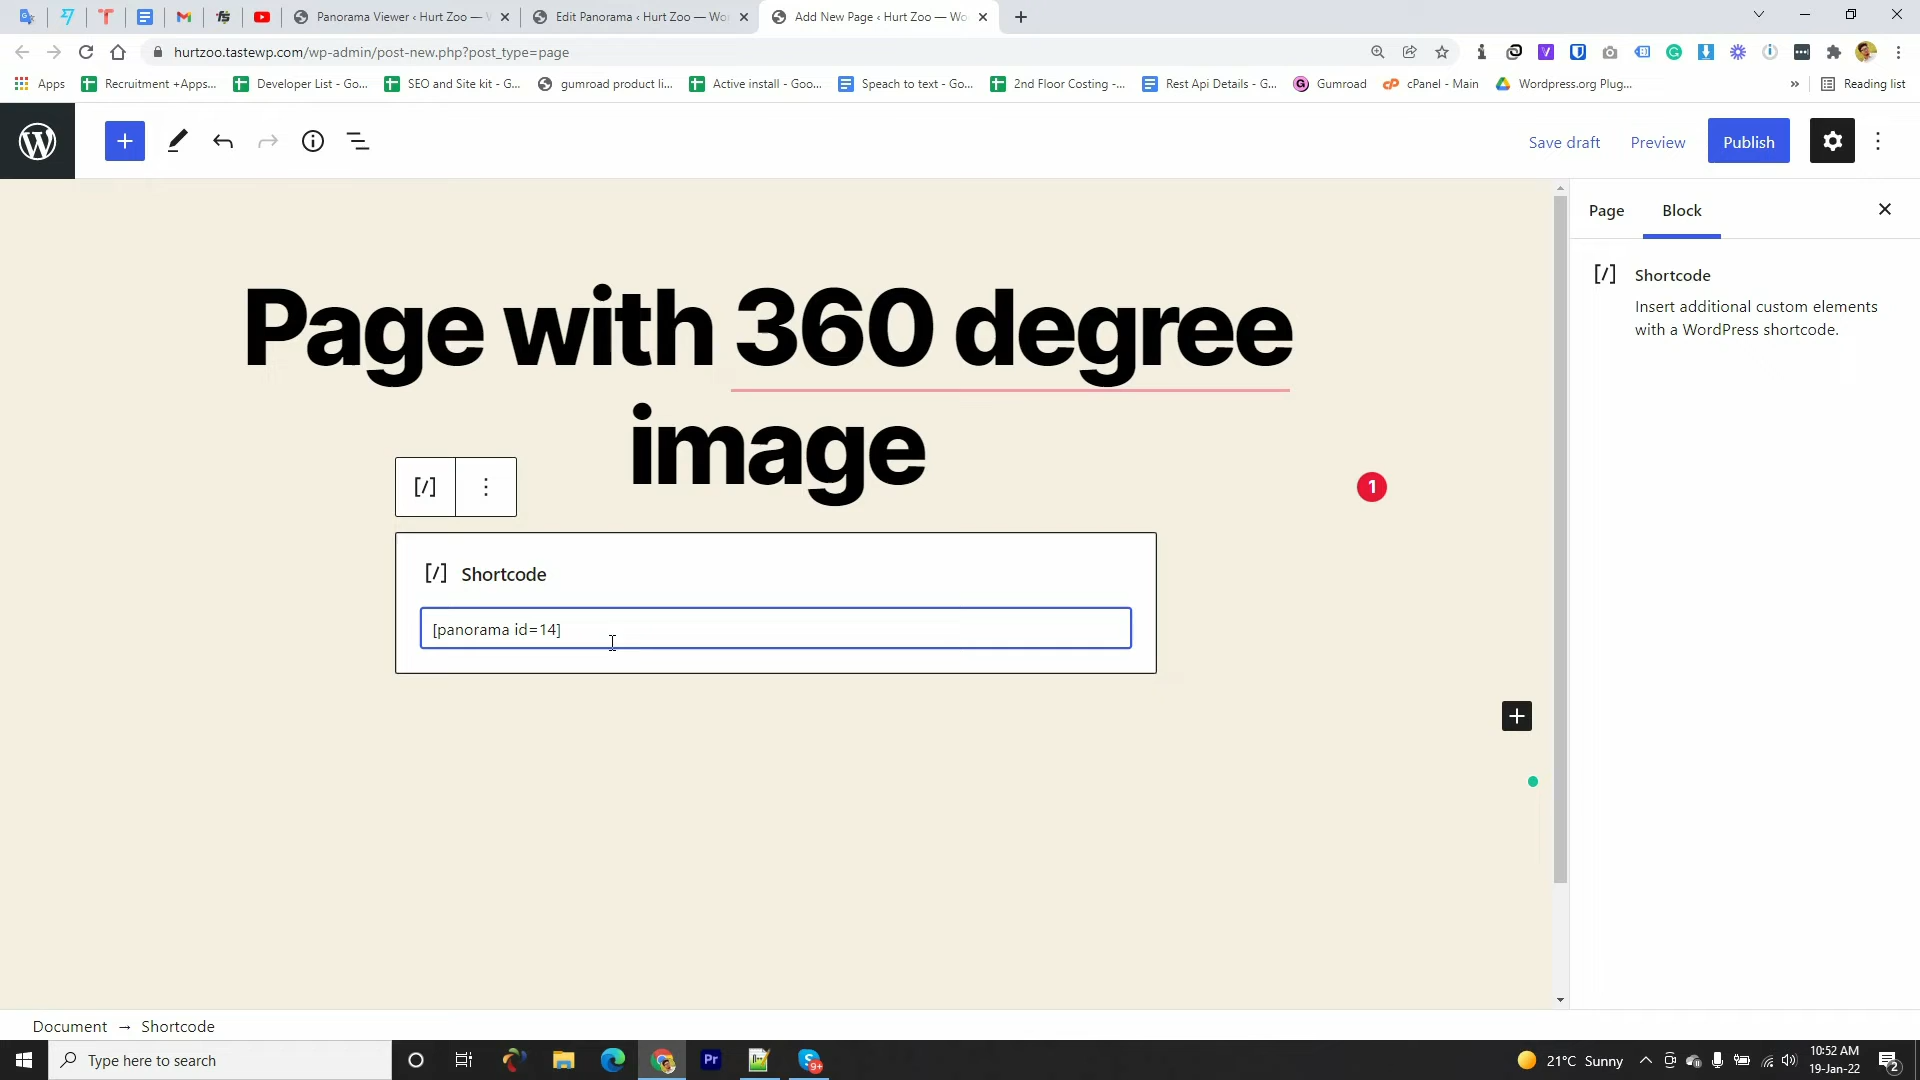 Panorama Viewer ‹ Hurt Zoo — W
Edit Panorama ‹ Hurt Zoo — Wo
Add New Page ‹ Hurt Zoo — Wo
hurtzoo.tastewp.com/wp-admin/post-new.php?post_type=page
Apps
Recruitment +Apps...
Developer List - Go...
SEO and Site kit - G...
gumroad product li...
Active install - Goo...
Speach to text - Go...
2nd Floor Costing -...
Rest Api Details - G...
Gumroad
cPanel - Main
Wordpress.org Plug...
»
Reading list
Save draft
Preview
Publish
Page
Block
Shortcode
Insert additional custom elements
with a WordPress shortcode.
Page with 360 degree
image
1
Shortcode
[panorama id=14]
Document → Shortcode
Type here to search
Pr
9+
21°C Sunny
10:52 AM
19-Jan-22
2